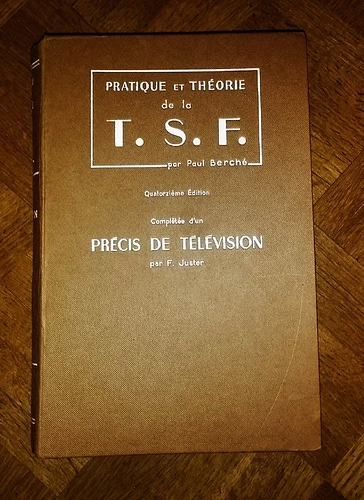 PRATIQUE ET THÉORIE
de la
T. S. F.
par Paul Berché
Quatorzième Édition
Complétée d'un
PRÉCIS DE TÉLÉVISION
par F. Juster